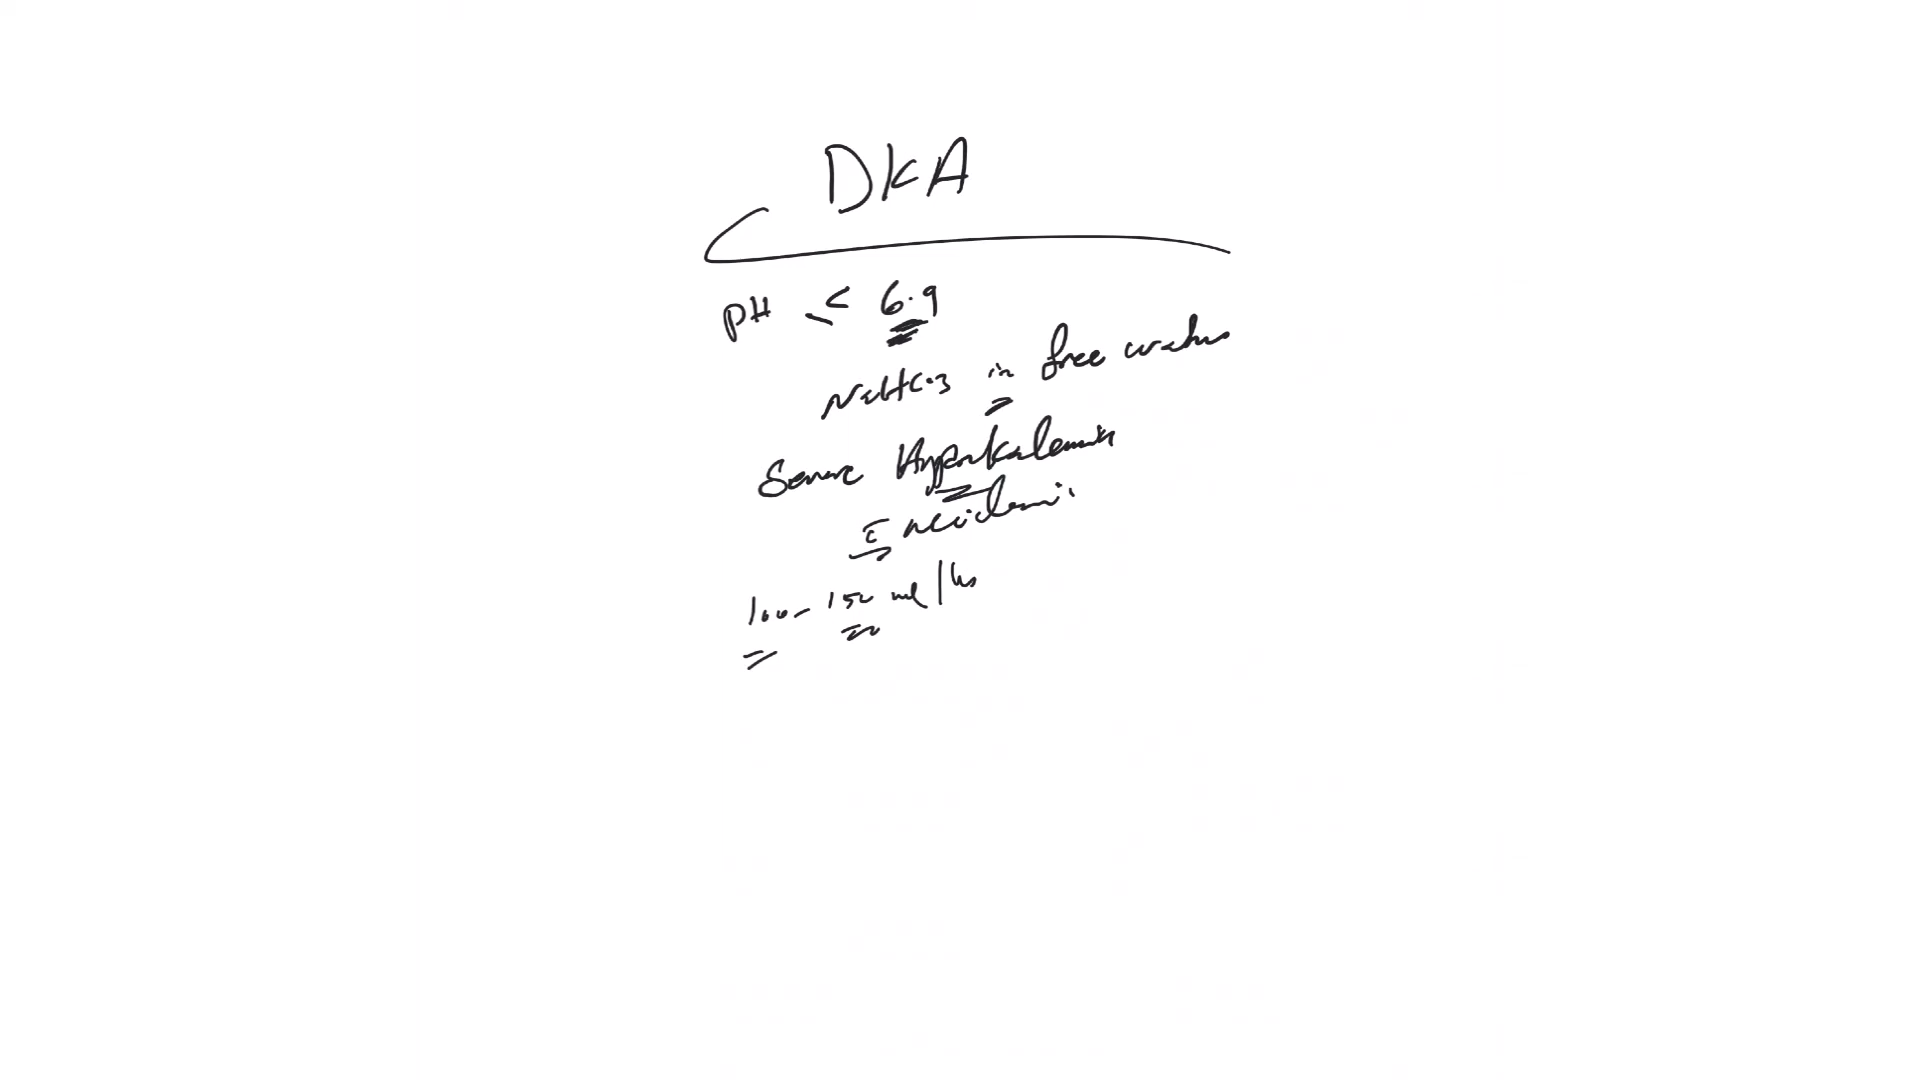 DKA
pH ≤ 6.9
NaHCO3 in free water
Severe Hyperkalemia
c̄ acidemia
100-150 ml/hr